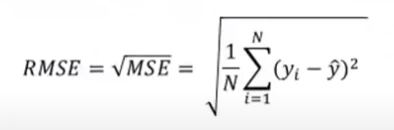 RMSE = √MSE = √(1/N ∑_{i=1}^{N} (y_i − ŷ)²)